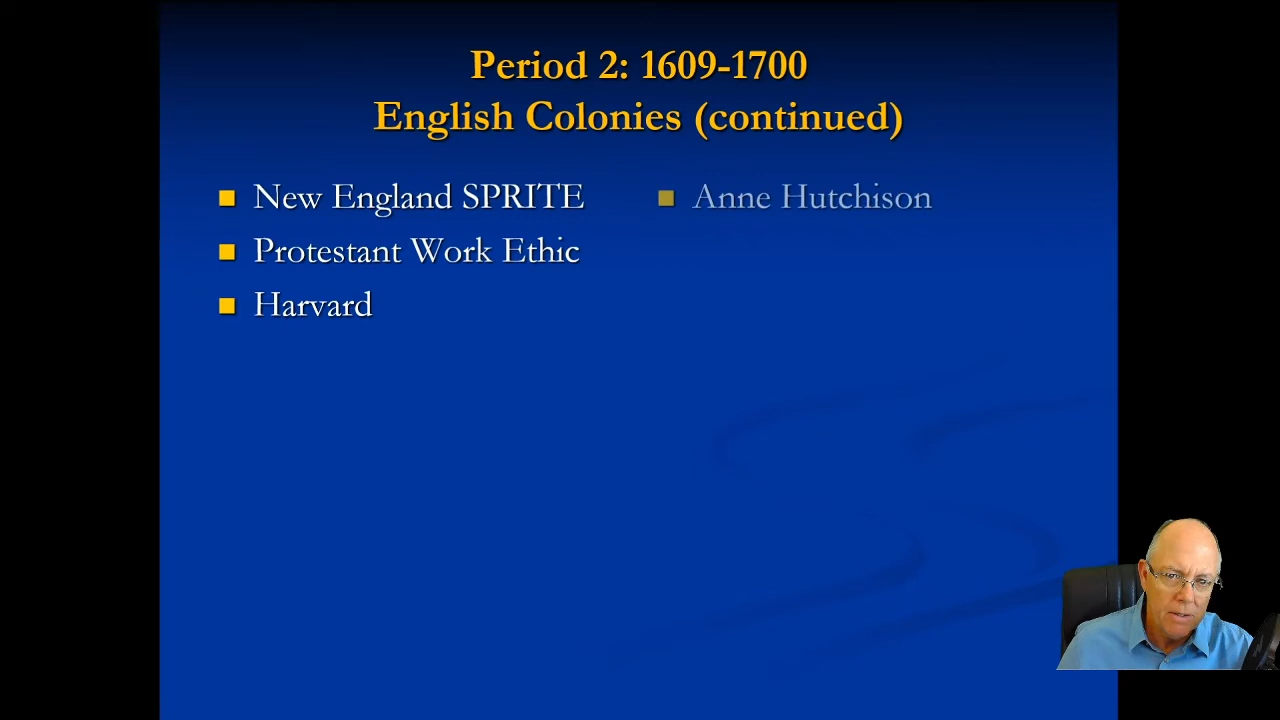 Period 2: 1609-1700
English Colonies (continued)
New England SPRITE
Protestant Work Ethic
Harvard
Anne Hutchison